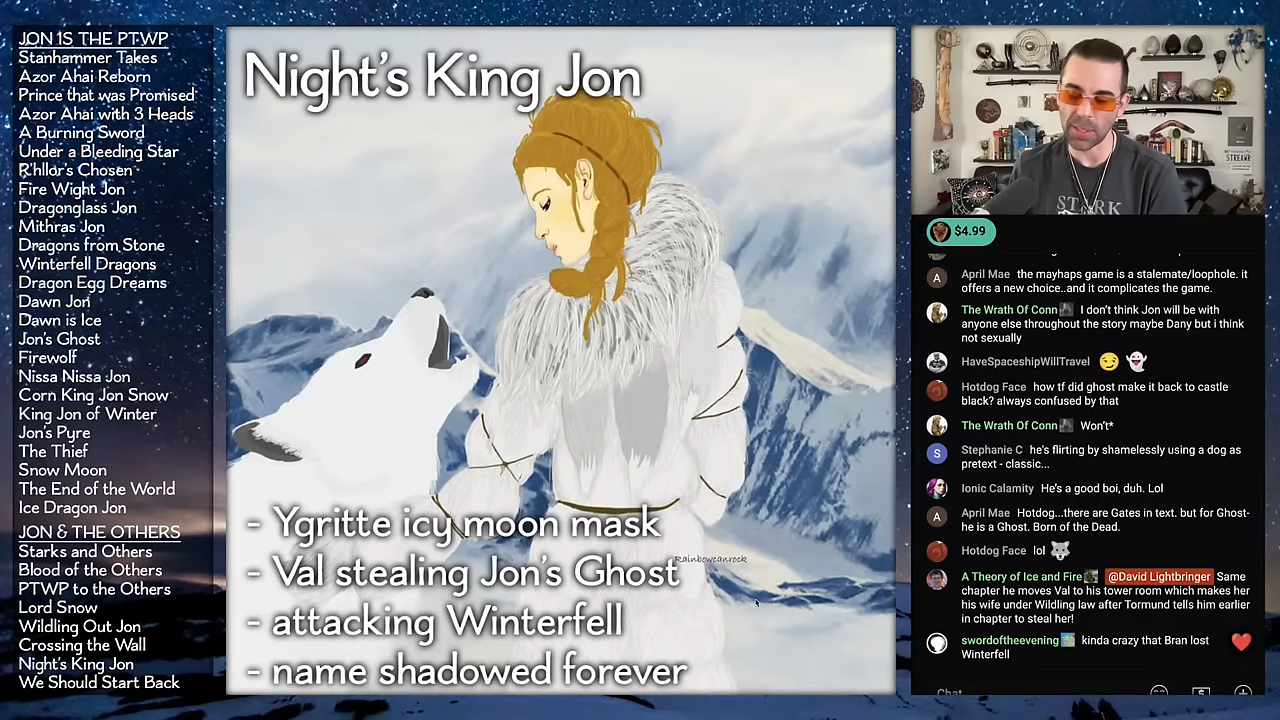 JON IS THE PTWP
Stanhammer Takes
Azor Ahai Reborn
Prince that was Promised
Azor Ahai with 3 Heads
A Burning Sword
Under a Bleeding Star
R'hllor's Chosen
Fire Wight Jon
Dragonglass Jon
Mithras Jon
Dragons from Stone
Winterfell Dragons
Dragon Egg Dreams
Dawn Jon
Dawn is Ice
Jon's Ghost
Firewolf
Nissa Nissa Jon
Corn King Jon Snow
King Jon of Winter
Jon's Pyre
The Thief
Snow Moon
The End of the World
Ice Dragon Jon
JON & THE OTHERS
Starks and Others
Blood of the Others
PTWP to the Others
Lord Snow
Wildling Out Jon
Crossing the Wall
Night's King Jon
We Should Start Back
Night's King Jon
- Ygritte icy moon mask
- Val stealing Jon's Ghost
- attacking Winterfell
- name shadowed forever
Rainboweanrock
STARK
$4.99
April Mae the mayhaps game is a stalemate/loophole. it
offers a new choice..and it complicates the game.
The Wrath Of Conn I don't think Jon will be with
anyone else throughout the story maybe Dany but i think
not sexually
HaveSpaceshipWillTravel
Hotdog Face how tf did ghost make it back to castle
black? always confused by that
The Wrath Of Conn Won't*
Stephanie C he's flirting by shamelessly using a dog as
pretext - classic...
Ionic Calamity He's a good boi, duh. Lol
April Mae Hotdog...there are Gates in text. but for Ghost-
he is a Ghost. Born of the Dead.
Hotdog Face lol
A Theory of Ice and Fire @David Lightbringer Same
chapter he moves Val to his tower room which makes her
his wife under Wildling law after Tormund tells him earlier
in chapter to steal her!
swordoftheevening kinda crazy that Bran lost
Winterfell
Chat